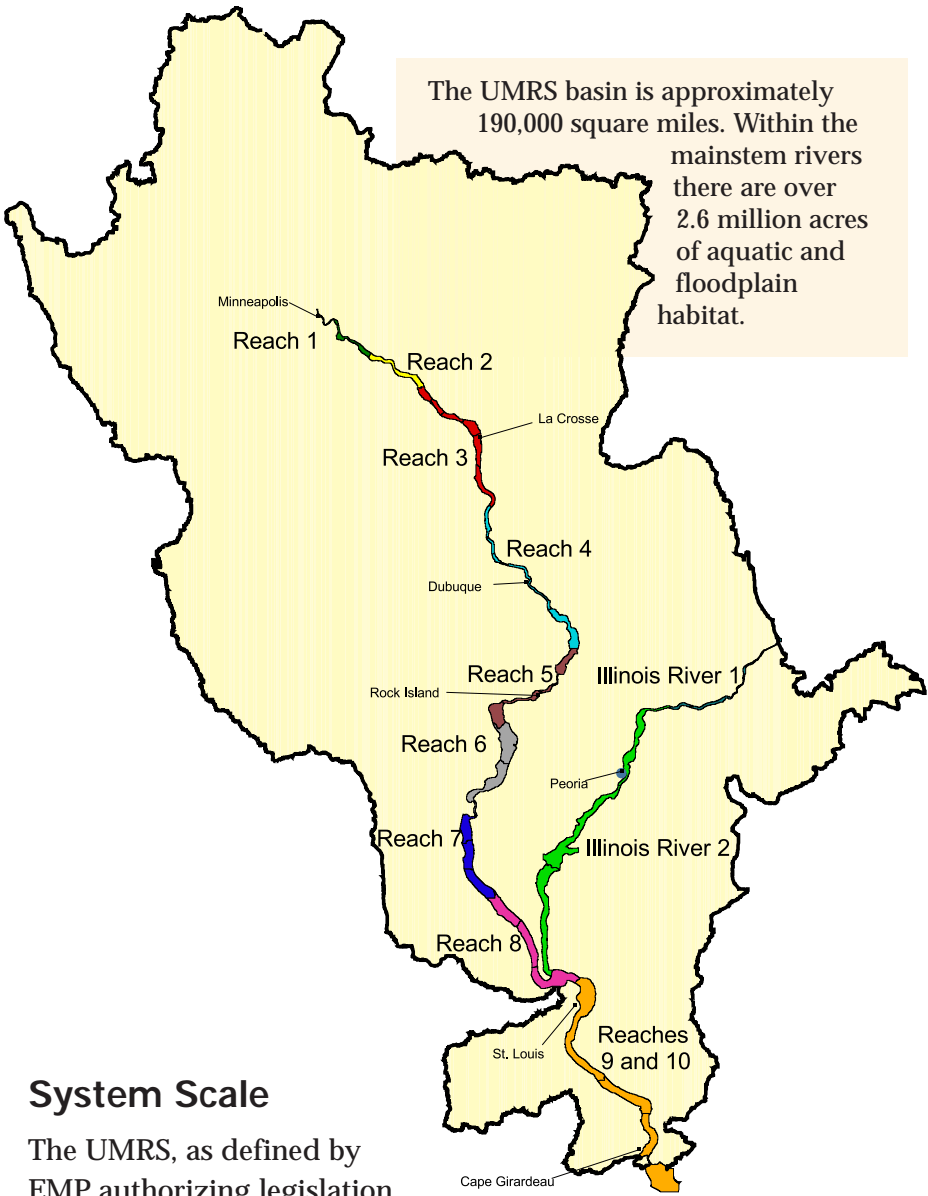 The UMRS basin is approximately
190,000 square miles. Within the
mainstem rivers
there are over
2.6 million acres
of aquatic and
floodplain
habitat.
Minneapolis
Reach 1
Reach 2
La Crosse
Reach 3
Reach 4
Dubuque
Reach 5
Illinois River 1
Rock Island
Reach 6
Peoria
Reach 7
Illinois River 2
Reach 8
St. Louis
Reaches
9 and 10
Cape Girardeau
System Scale
The UMRS, as defined by
EMP authorizing legislation